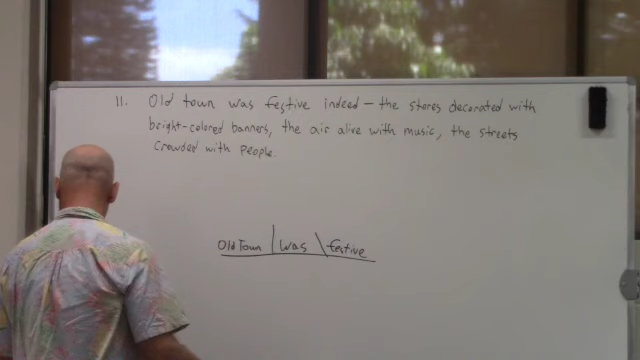 11. Old town was festive indeed — the stores decorated with
bright-colored banners, the air alive with music, the streets
crowded with people.
Old Town | was \ festive